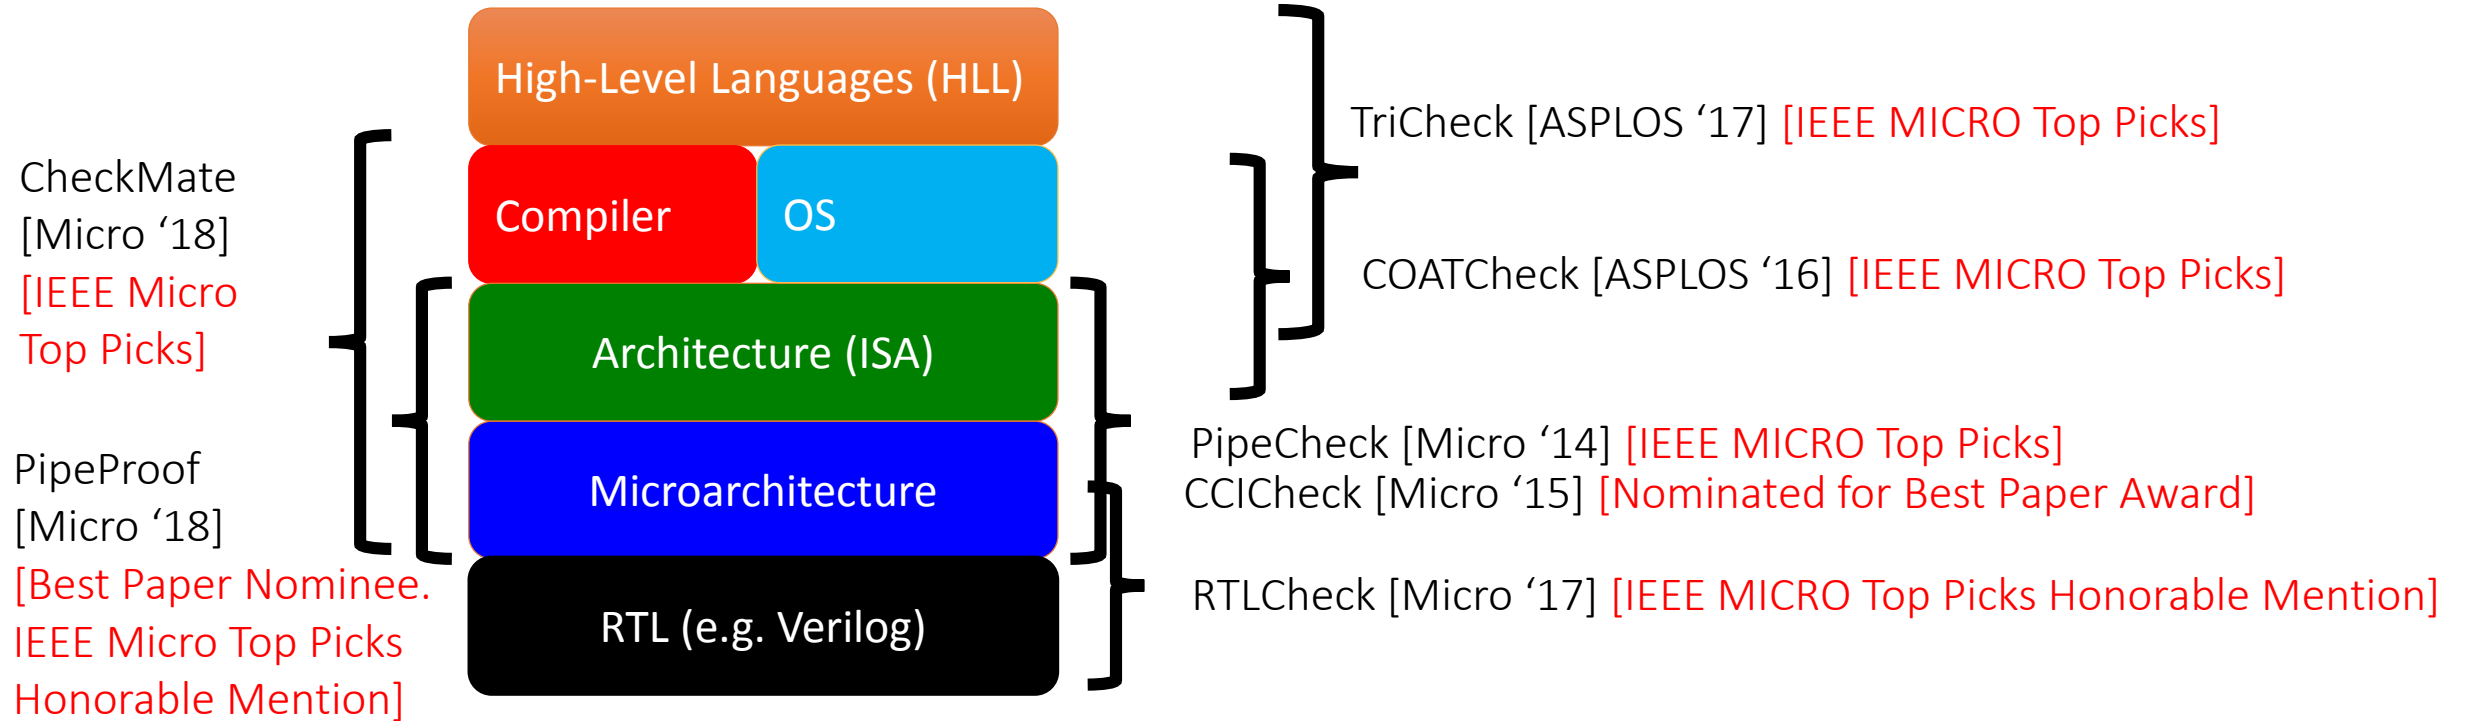 High-Level Languages (HLL)
Compiler
OS
Architecture (ISA)
Microarchitecture
RTL (e.g. Verilog)
CheckMate
[Micro ‘18]
[IEEE Micro
Top Picks]
PipeProof
[Micro ‘18]
[Best Paper Nominee.
IEEE Micro Top Picks
Honorable Mention]
TriCheck [ASPLOS ‘17] [IEEE MICRO Top Picks]
COATCheck [ASPLOS ‘16] [IEEE MICRO Top Picks]
PipeCheck [Micro ‘14] [IEEE MICRO Top Picks]
CCICheck [Micro ‘15] [Nominated for Best Paper Award]
RTLCheck [Micro ‘17] [IEEE MICRO Top Picks Honorable Mention]